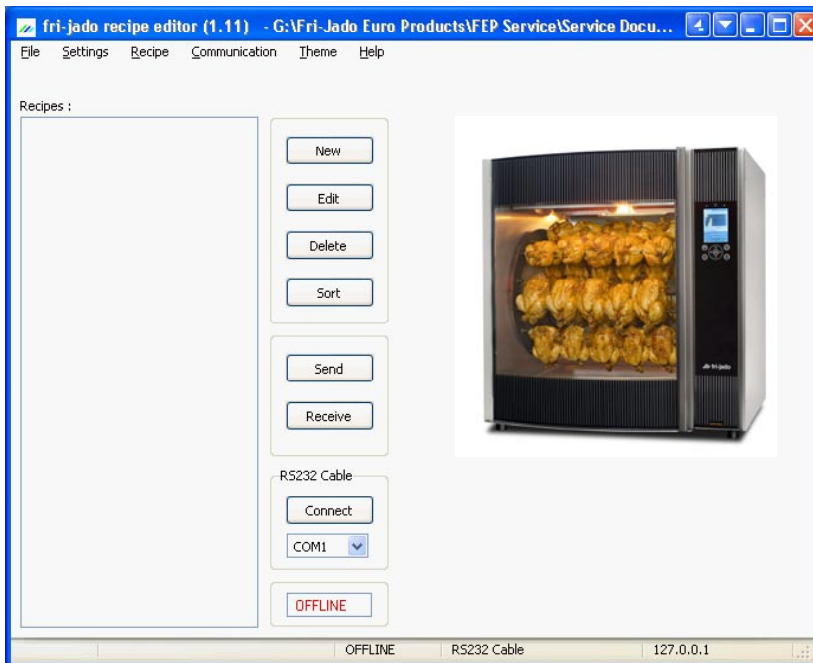 fri-jado recipe editor (1.11) - G:\Fri-Jado Euro Products\FEP Service\Service Docu...
File Settings Recipe Communication Theme Help
Recipes :
New
Edit
Delete
Sort
Send
Receive
RS232 Cable
Connect
COM1
OFFLINE
fri-jado
OFFLINE RS232 Cable 127.0.0.1